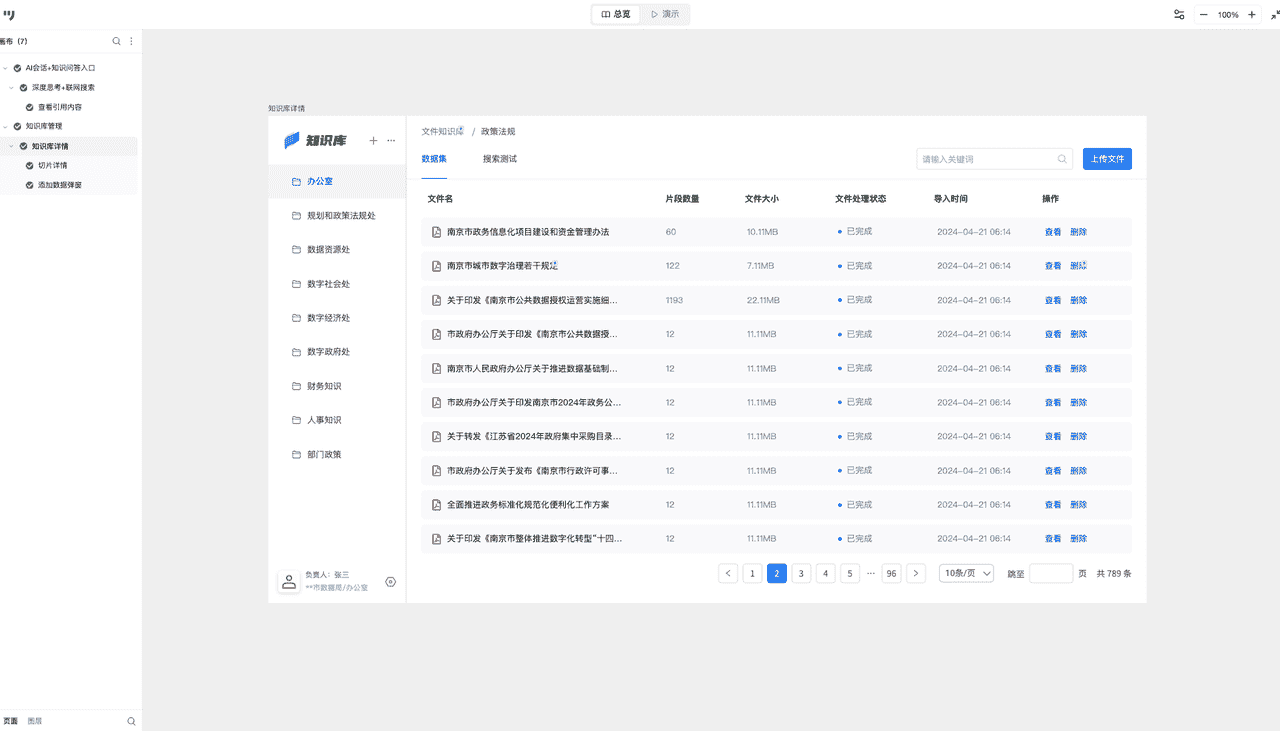 总览 演示 100%
画布 (7)
AI会话+知识问答入口
深度思考+联网搜索
查看引用内容
知识库管理
知识库详情
切片详情
添加数据弹窗
页面 图层
知识库详情
知识库
办公室
规划和政策法规处
数据资源处
数字社会处
数字经济处
数字政府处
财务知识
人事知识
部门政策
负责人：张三
**市数据局/办公室
文件知识库 / 政策法规
数据集 搜索测试
请输入关键词 上传文件
文件名 片段数量 文件大小 文件处理状态 导入时间 操作
南京市政务信息化项目建设和资金管理办法 60 10.11MB 已完成 2024-04-21 06:14 查看 删除
南京市城市数字治理若干规定 122 7.11MB 已完成 2024-04-21 06:14 查看 删除
关于印发《南京市公共数据授权运营实施细... 1193 22.11MB 已完成 2024-04-21 06:14 查看 删除
市政府办公厅关于印发《南京市公共数据授... 12 11.11MB 已完成 2024-04-21 06:14 查看 删除
南京市人民政府办公厅关于推进数据基础制... 12 11.11MB 已完成 2024-04-21 06:14 查看 删除
市政府办公厅关于印发南京市2024年政务公... 12 11.11MB 已完成 2024-04-21 06:14 查看 删除
关于转发《江苏省2024年政府集中采购目录... 12 11.11MB 已完成 2024-04-21 06:14 查看 删除
市政府办公厅关于发布《南京市行政许可事... 12 11.11MB 已完成 2024-04-21 06:14 查看 删除
全面推进政务标准化规范化便利化工作方案 12 11.11MB 已完成 2024-04-21 06:14 查看 删除
关于印发《南京市整体推进数字化转型“十四... 12 11.11MB 已完成 2024-04-21 06:14 查看 删除
1 2 3 4 5 ... 96 10条/页 跳至 页 共 789 条